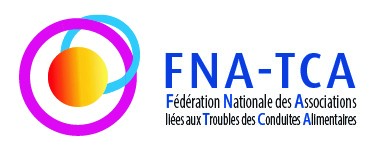 FNA-TCA
Fédération Nationale des Associations
liées aux Troubles des Conduites Alimentaires